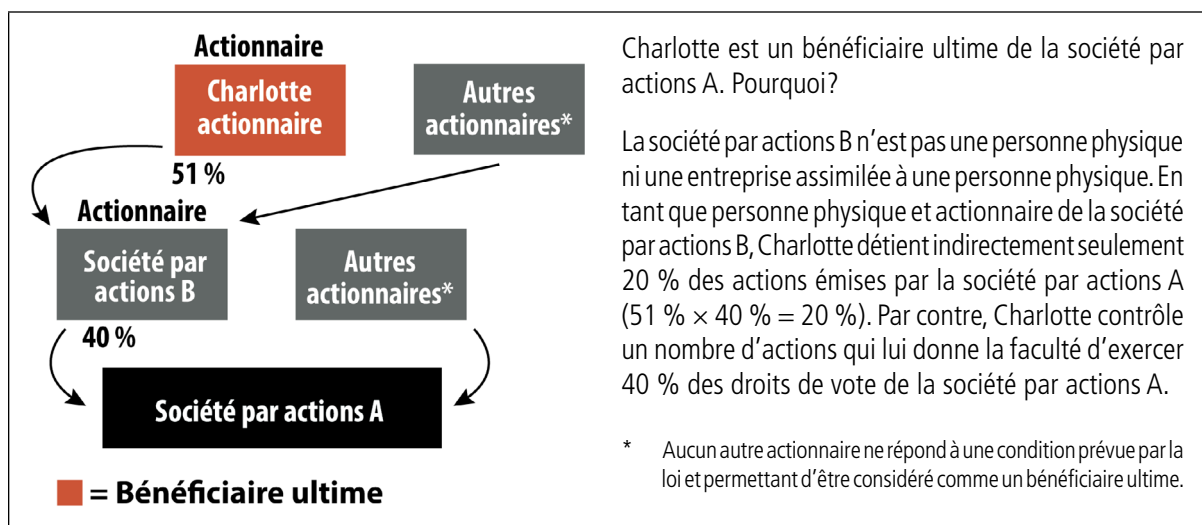 Actionnaire
Charlotte
actionnaire
Autres
actionnaires*
51 %
Actionnaire
Société par
actions B
Autres
actionnaires*
40 %
Société par actions A
= Bénéficiaire ultime
Charlotte est un bénéficiaire ultime de la société par
actions A. Pourquoi?
La société par actions B n’est pas une personne physique
ni une entreprise assimilée à une personne physique. En
tant que personne physique et actionnaire de la société
par actions B, Charlotte détient indirectement seulement
20 % des actions émises par la société par actions A
(51 % × 40 % = 20 %). Par contre, Charlotte contrôle
un nombre d’actions qui lui donne la faculté d’exercer
40 % des droits de vote de la société par actions A.
* Aucun autre actionnaire ne répond à une condition prévue par la
loi et permettant d’être considéré comme un bénéficiaire ultime.